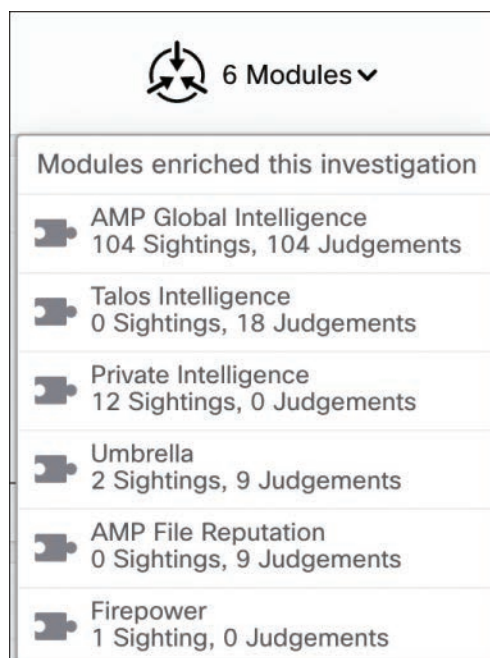 6 Modules
Modules enriched this investigation
AMP Global Intelligence
104 Sightings, 104 Judgements
Talos Intelligence
0 Sightings, 18 Judgements
Private Intelligence
12 Sightings, 0 Judgements
Umbrella
2 Sightings, 9 Judgements
AMP File Reputation
0 Sightings, 9 Judgements
Firepower
1 Sighting, 0 Judgements